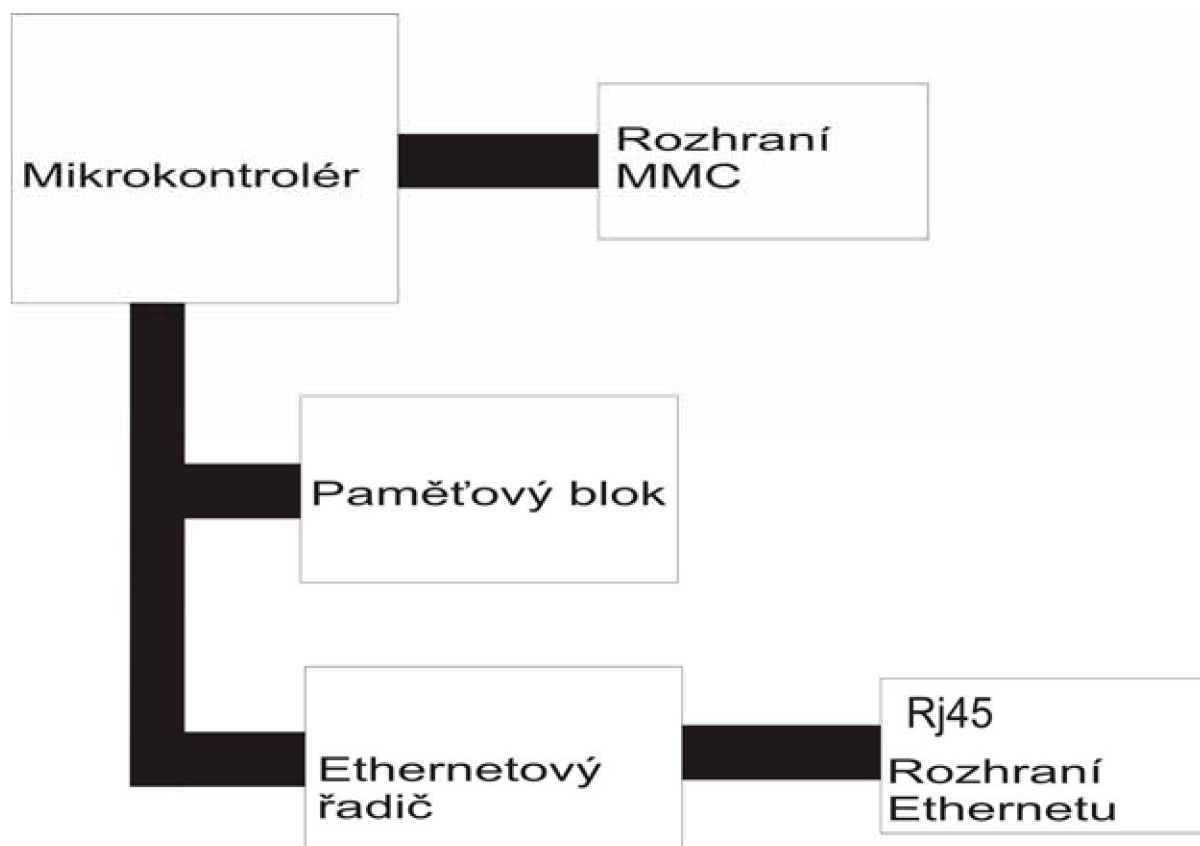 Mikrokontrolér
Rozhraní
MMC
Paměťový blok
Ethernetový
řadič
Rj45
Rozhraní
Ethernetu